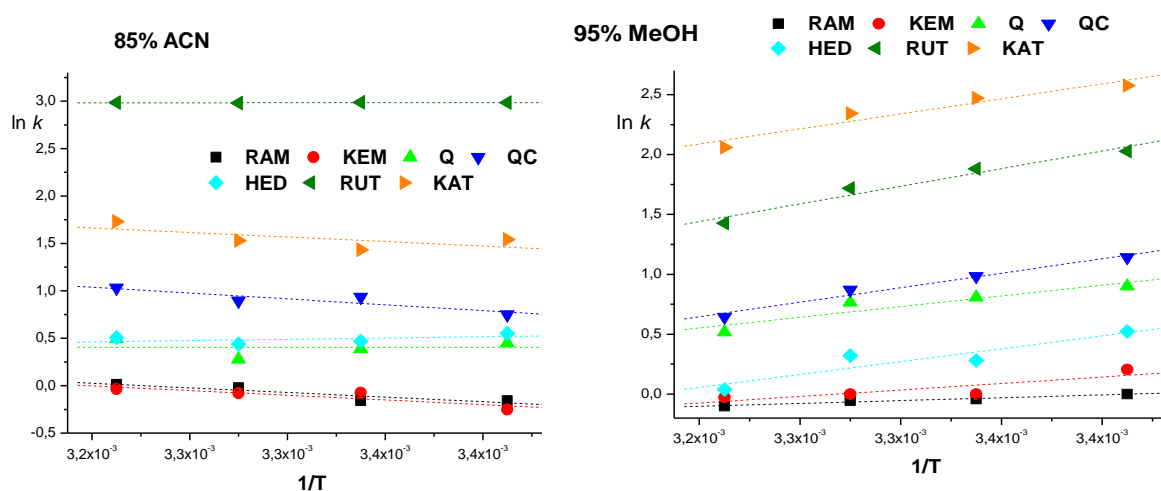 85% ACN
ln k
3,0
2,5
2,0
1,5
1,0
0,5
0,0
-0,5
RAM KEM Q QC
HED RUT KAT
3,2x10⁻³ 3,3x10⁻³ 3,3x10⁻³ 3,4x10⁻³ 3,4x10⁻³
1/T
95% MeOH
RAM KEM Q QC
HED RUT KAT
ln k
2,5
2,0
1,5
1,0
0,5
0,0
3,2x10⁻³ 3,3x10⁻³ 3,3x10⁻³ 3,4x10⁻³ 3,4x10⁻³
1/T